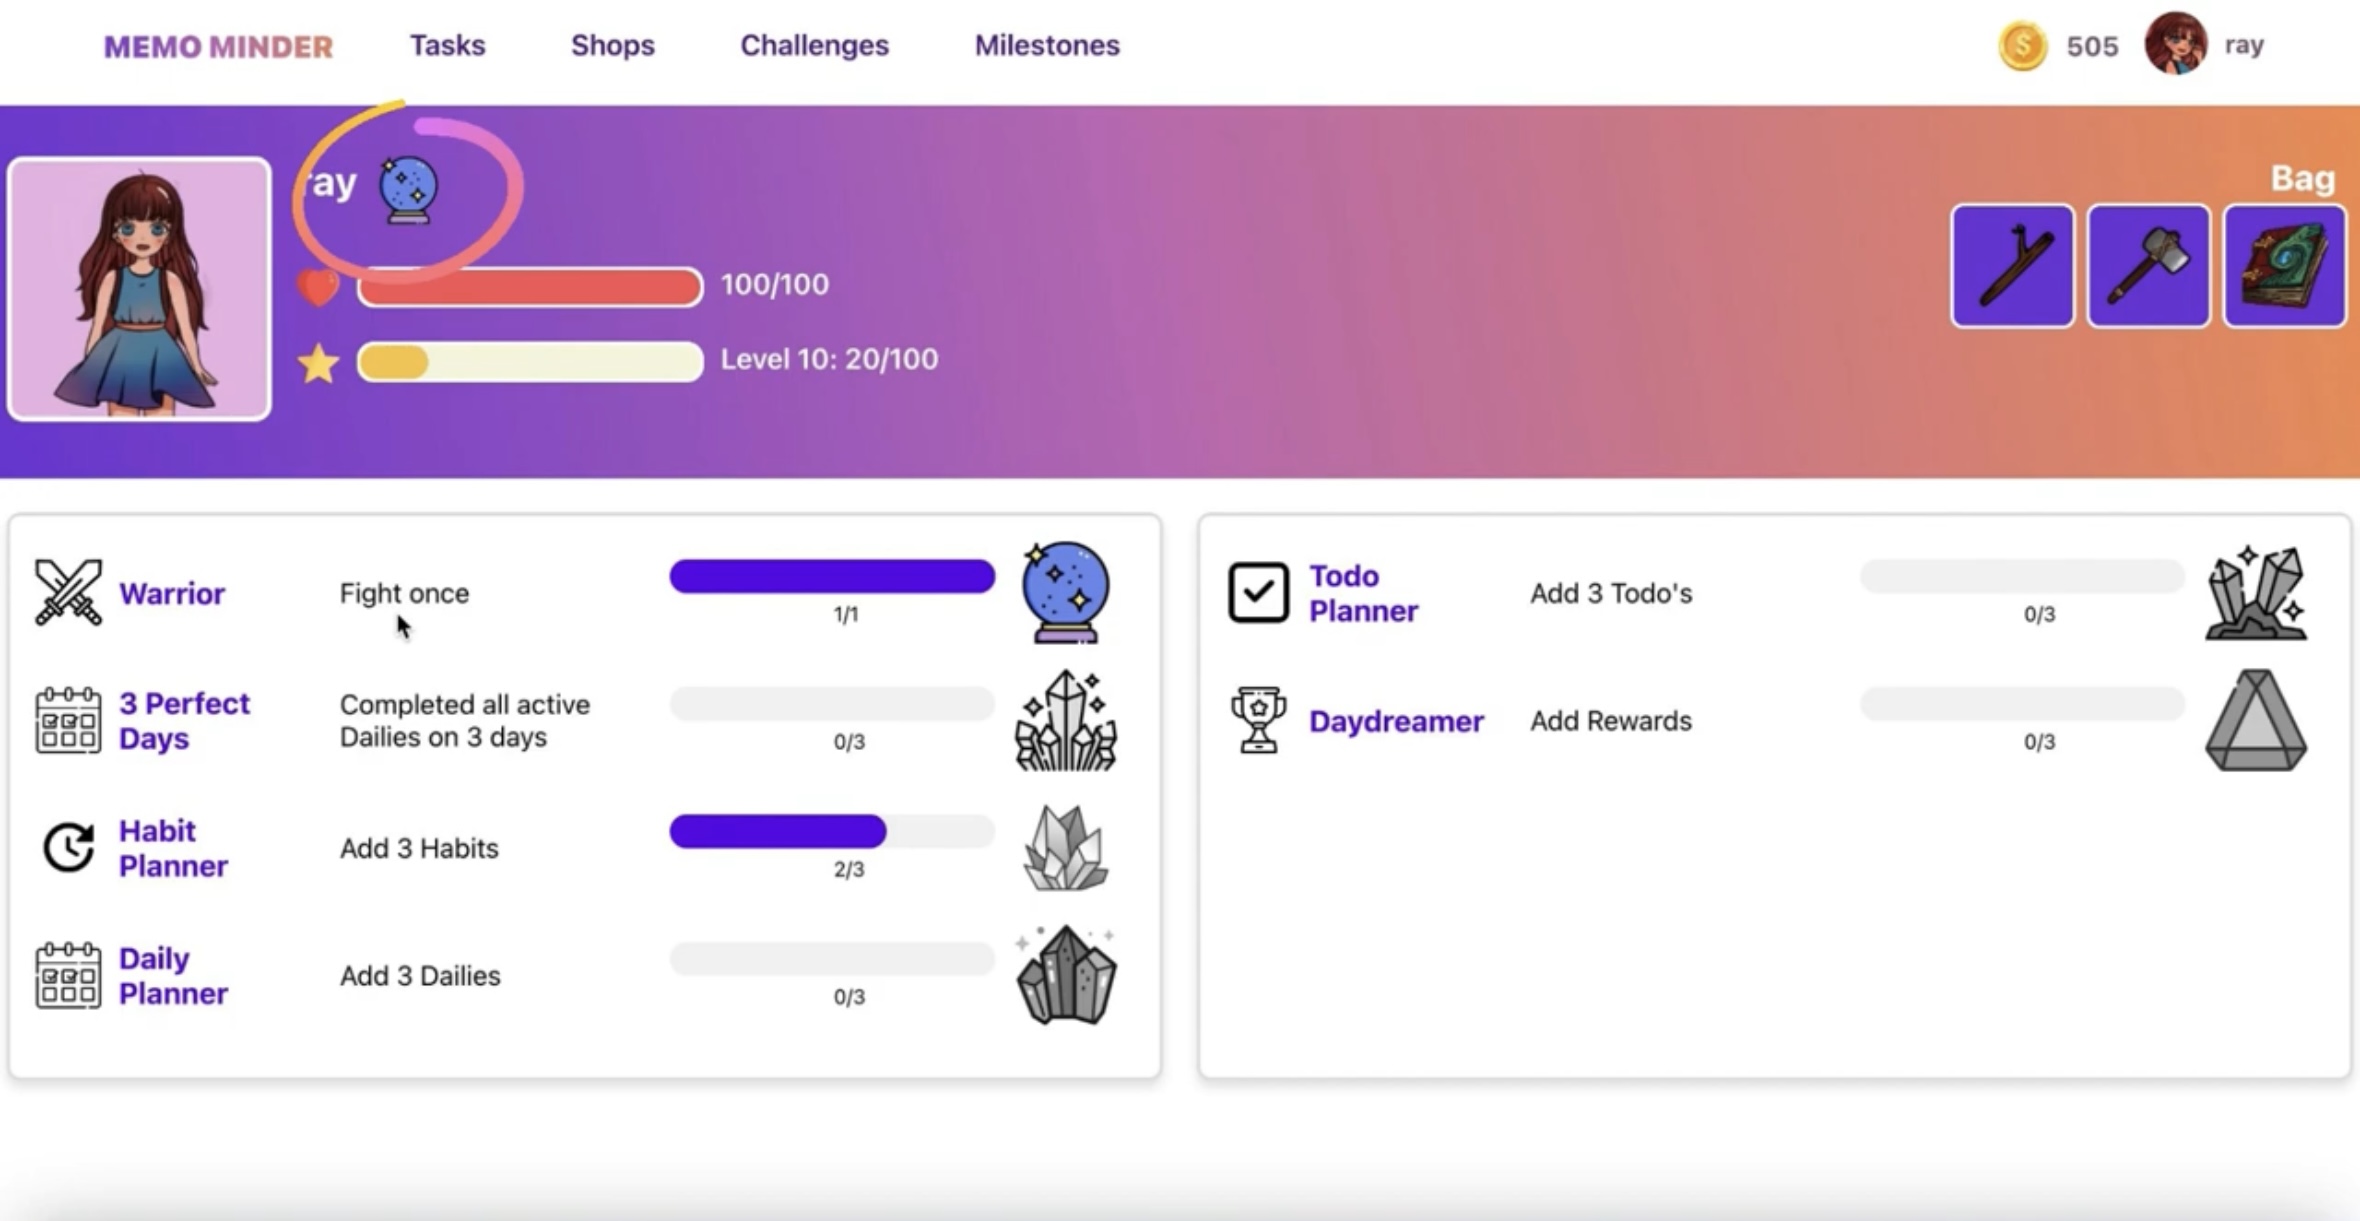 MEMO MINDER Tasks Shops Challenges Milestones $ 505 ray
ray
Bag
100/100
Level 10: 20/100
Warrior Fight once
1/1
3 Perfect
Days
Completed all active
Dailies on 3 days
0/3
Habit
Planner
Add 3 Habits
2/3
Daily
Planner
Add 3 Dailies
0/3
Todo
Planner
Add 3 Todo's
0/3
Daydreamer Add Rewards
0/3